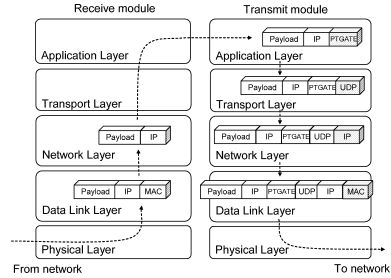 Receive module
Transmit module
Payload IP PTGATE
Application Layer
Application Layer
Payload IP PTGATE UDP
Transport Layer
Transport Layer
Payload IP
Payload IP PTGATE UDP IP
Network Layer
Network Layer
Payload IP MAC
Payload IP PTGATE UDP IP MAC
Data Link Layer
Data Link Layer
Physical Layer
Physical Layer
From network
To network